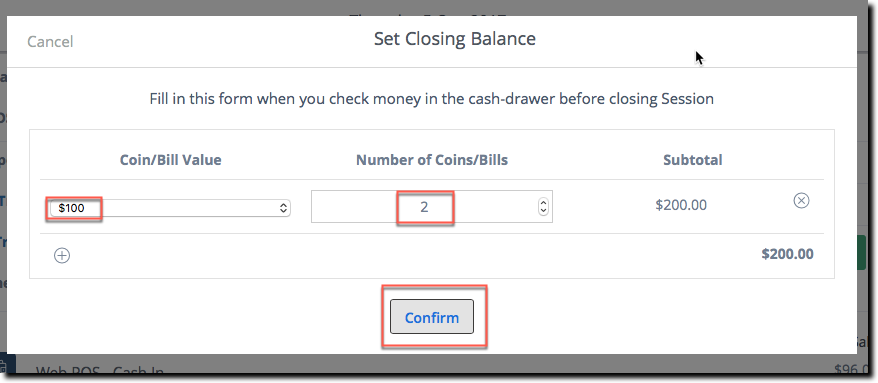 Cancel
Set Closing Balance
Fill in this form when you check money in the cash-drawer before closing Session
Coin/Bill Value Number of Coins/Bills Subtotal
$100 2 $200.00
$200.00
Confirm
Web POS - Cash In